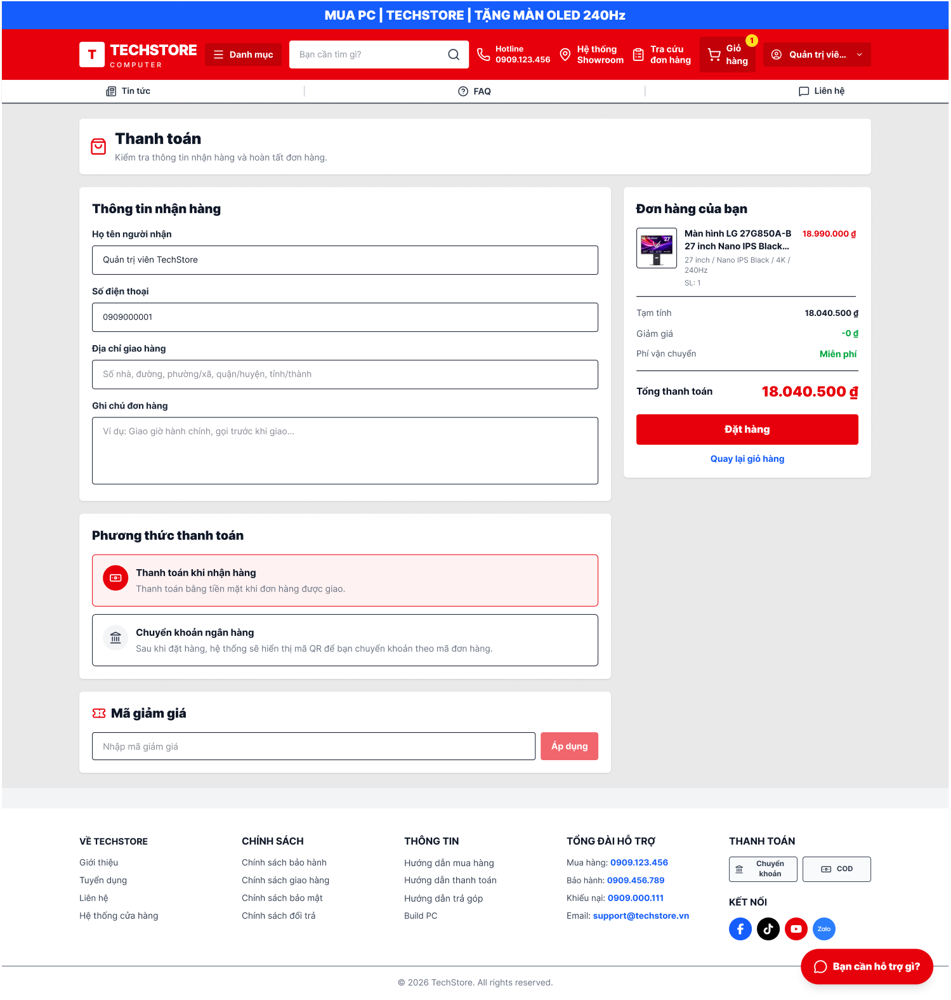 MUA PC | TECHSTORE | TẶNG MÀN OLED 240Hz
T
TECHSTORE
COMPUTER
Danh mục
Bạn cần tìm gì?
Hotline
0909.123.456
Hệ thống
Showroom
Tra cứu
đơn hàng
Giỏ
hàng
1
Quản trị viê...
Tin tức
FAQ
Liên hệ
Thanh toán
Kiểm tra thông tin nhận hàng và hoàn tất đơn hàng.
Thông tin nhận hàng
Họ tên người nhận
Quản trị viên TechStore
Số điện thoại
0909000001
Địa chỉ giao hàng
Số nhà, đường, phường/xã, quận/huyện, tỉnh/thành
Ghi chú đơn hàng
Ví dụ: Giao giờ hành chính, gọi trước khi giao...
Phương thức thanh toán
Thanh toán khi nhận hàng
Thanh toán bằng tiền mặt khi đơn hàng được giao.
Chuyển khoản ngân hàng
Sau khi đặt hàng, hệ thống sẽ hiển thị mã QR để bạn chuyển khoản theo mã đơn hàng.
Mã giảm giá
Nhập mã giảm giá
Áp dụng
Đơn hàng của bạn
27"
Màn hình LG 27G850A-B
27 inch Nano IPS Black...
18.990.000 ₫
27 inch / Nano IPS Black / 4K /
240Hz
SL: 1
Tạm tính
18.040.500 ₫
Giảm giá
-0 ₫
Phí vận chuyển
Miễn phí
Tổng thanh toán
18.040.500 ₫
Đặt hàng
Quay lại giỏ hàng
VỀ TECHSTORE
Giới thiệu
Tuyển dụng
Liên hệ
Hệ thống cửa hàng
CHÍNH SÁCH
Chính sách bảo hành
Chính sách giao hàng
Chính sách bảo mật
Chính sách đổi trả
THÔNG TIN
Hướng dẫn mua hàng
Hướng dẫn thanh toán
Hướng dẫn trả góp
Build PC
TỔNG ĐÀI HỖ TRỢ
Mua hàng: 0909.123.456
Bảo hành: 0909.456.789
Khiếu nại: 0909.000.111
Email: support@techstore.vn
THANH TOÁN
Chuyển
khoản
COD
KẾT NỐI
Zalo
Bạn cần hỗ trợ gì?
© 2026 TechStore. All rights reserved.